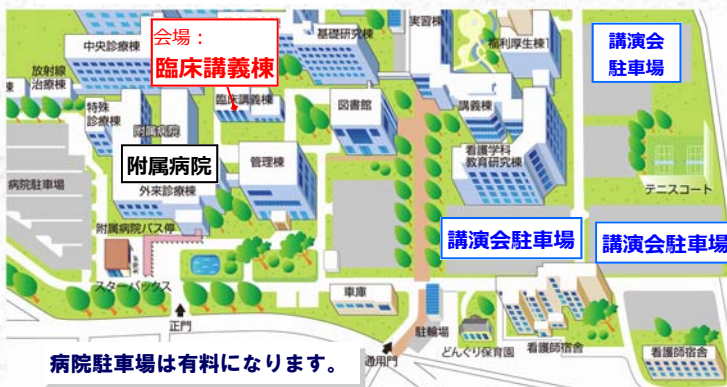 中央診療棟
会場：
臨床講義棟
基礎研究棟
実習棟
福利厚生棟
講演会
駐車場
放射線
治療棟
棟
特殊
診療棟
臨床講義棟
図書館
講義棟
附属病院
附属病院
管理棟
看護学科
教育研究棟
病院駐車場
外来診療棟
テニスコート
附属病院バス停
講演会駐車場
講演会駐車場
スターバックス
車庫
正門
駐輪場
通用門
どんぐり保育園
看護師宿舎
看護師宿舎
病院駐車場は有料になります。